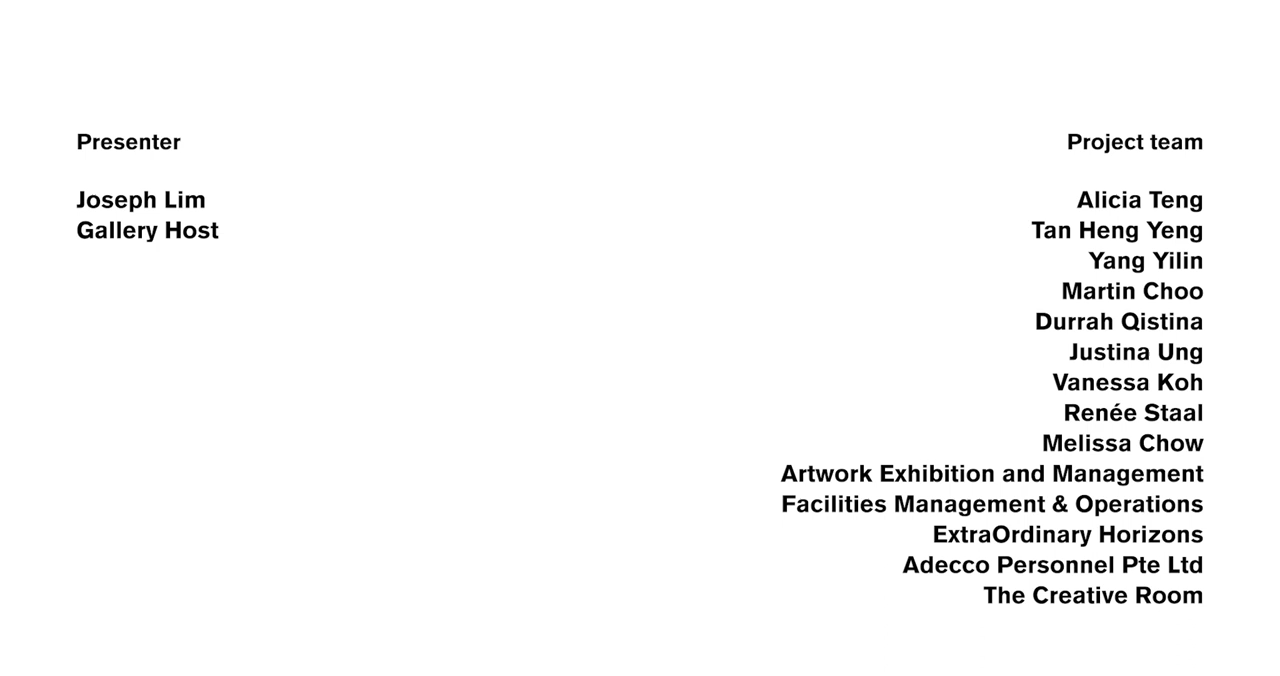 Presenter
Joseph Lim
Gallery Host
Project team
Alicia Teng
Tan Heng Yeng
Yang Yilin
Martin Choo
Durrah Qistina
Justina Ung
Vanessa Koh
Renée Staal
Melissa Chow
Artwork Exhibition and Management
Facilities Management & Operations
ExtraOrdinary Horizons
Adecco Personnel Pte Ltd
The Creative Room